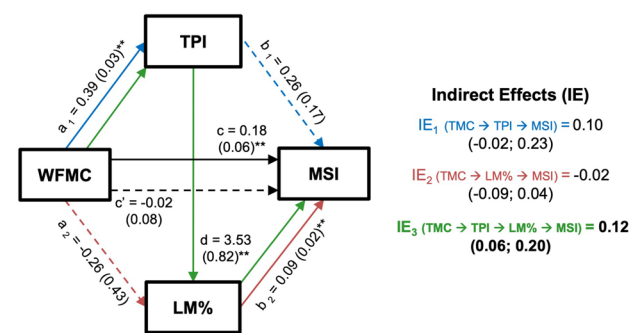 TPI
a₁ = 0.39 (0.03)**
b₁ = 0.26 (0.17)
WFMC
c = 0.18
(0.06)**
c' = -0.02
(0.08)
MSI
a₂ = -0.26 (0.43)
d = 3.53
(0.82)**
b₂ = 0.09 (0.02)**
LM%
Indirect Effects (IE)
IE₁ (TMC → TPI → MSI) = 0.10
(-0.02; 0.23)
IE₂ (TMC → LM% → MSI) = -0.02
(-0.09; 0.04)
IE₃ (TMC → TPI → LM% → MSI) = 0.12
(0.06; 0.20)